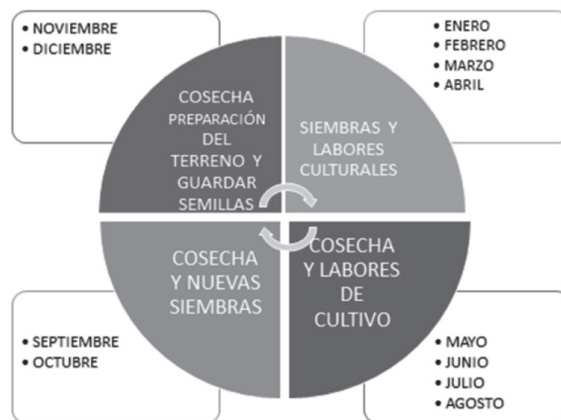 • NOVIEMBRE
• DICIEMBRE
• ENERO
• FEBRERO
• MARZO
• ABRIL
COSECHA
PREPARACIÓN
DEL
TERRENO Y
GUARDAR
SEMILLAS
SIEMBRAS Y
LABORES
CULTURALES
COSECHA
Y NUEVAS
SIEMBRAS
COSECHA
Y LABORES
DE
CULTIVO
• SEPTIEMBRE
• OCTUBRE
• MAYO
• JUNIO
• JULIO
• AGOSTO